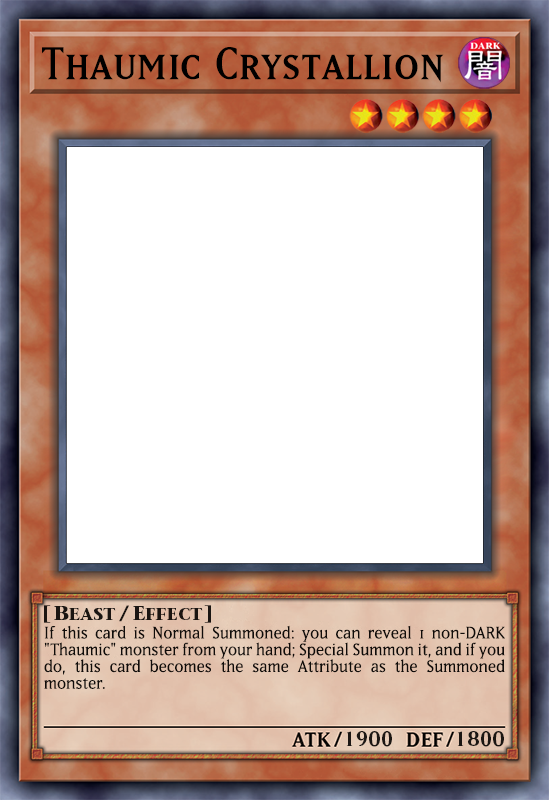 Thaumic Crystallion
DARK
闇
[ Beast / Effect ]
If this card is Normal Summoned: you can reveal 1 non-DARK
"Thaumic" monster from your hand; Special Summon it, and if you
do, this card becomes the same Attribute as the Summoned
monster.
ATK/1900 DEF/1800